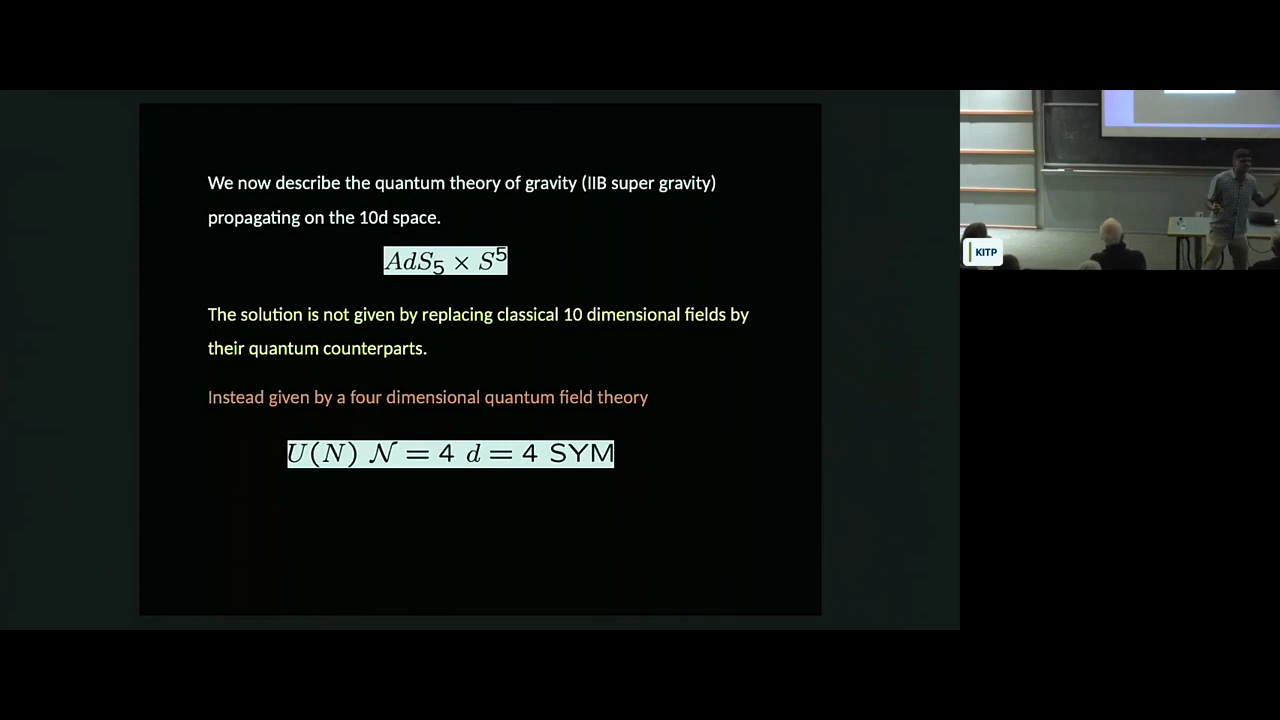 We now describe the quantum theory of gravity (IIB super gravity)
propagating on the 10d space.
AdS₅ × S⁵
The solution is not given by replacing classical 10 dimensional fields by
their quantum counterparts.
Instead given by a four dimensional quantum field theory
U(N) 𝒩 = 4 d = 4 SYM
KITP